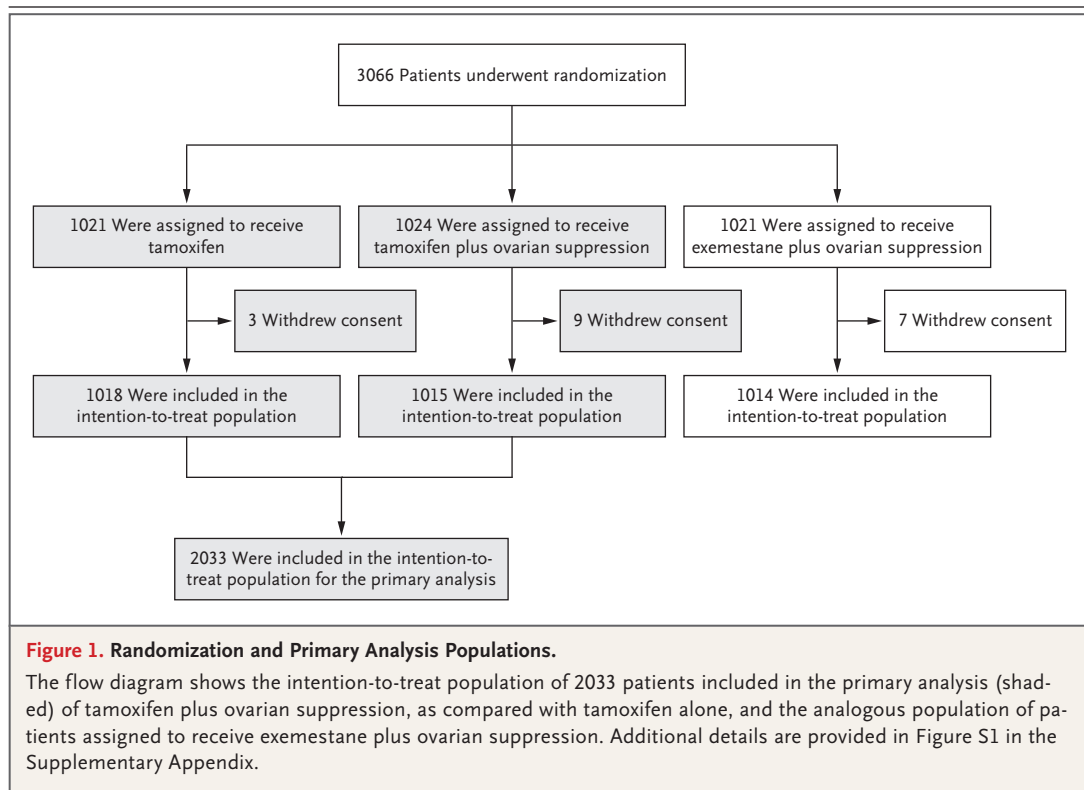 3066 Patients underwent randomization
1021 Were assigned to receive
tamoxifen
1024 Were assigned to receive
tamoxifen plus ovarian suppression
1021 Were assigned to receive
exemestane plus ovarian suppression
3 Withdrew consent
9 Withdrew consent
7 Withdrew consent
1018 Were included in the
intention-to-treat population
1015 Were included in the
intention-to-treat population
1014 Were included in the
intention-to-treat population
2033 Were included in the intention-to-
treat population for the primary analysis
Figure 1. Randomization and Primary Analysis Populations.
The flow diagram shows the intention-to-treat population of 2033 patients included in the primary analysis (shad-
ed) of tamoxifen plus ovarian suppression, as compared with tamoxifen alone, and the analogous population of pa-
tients assigned to receive exemestane plus ovarian suppression. Additional details are provided in Figure S1 in the
Supplementary Appendix.